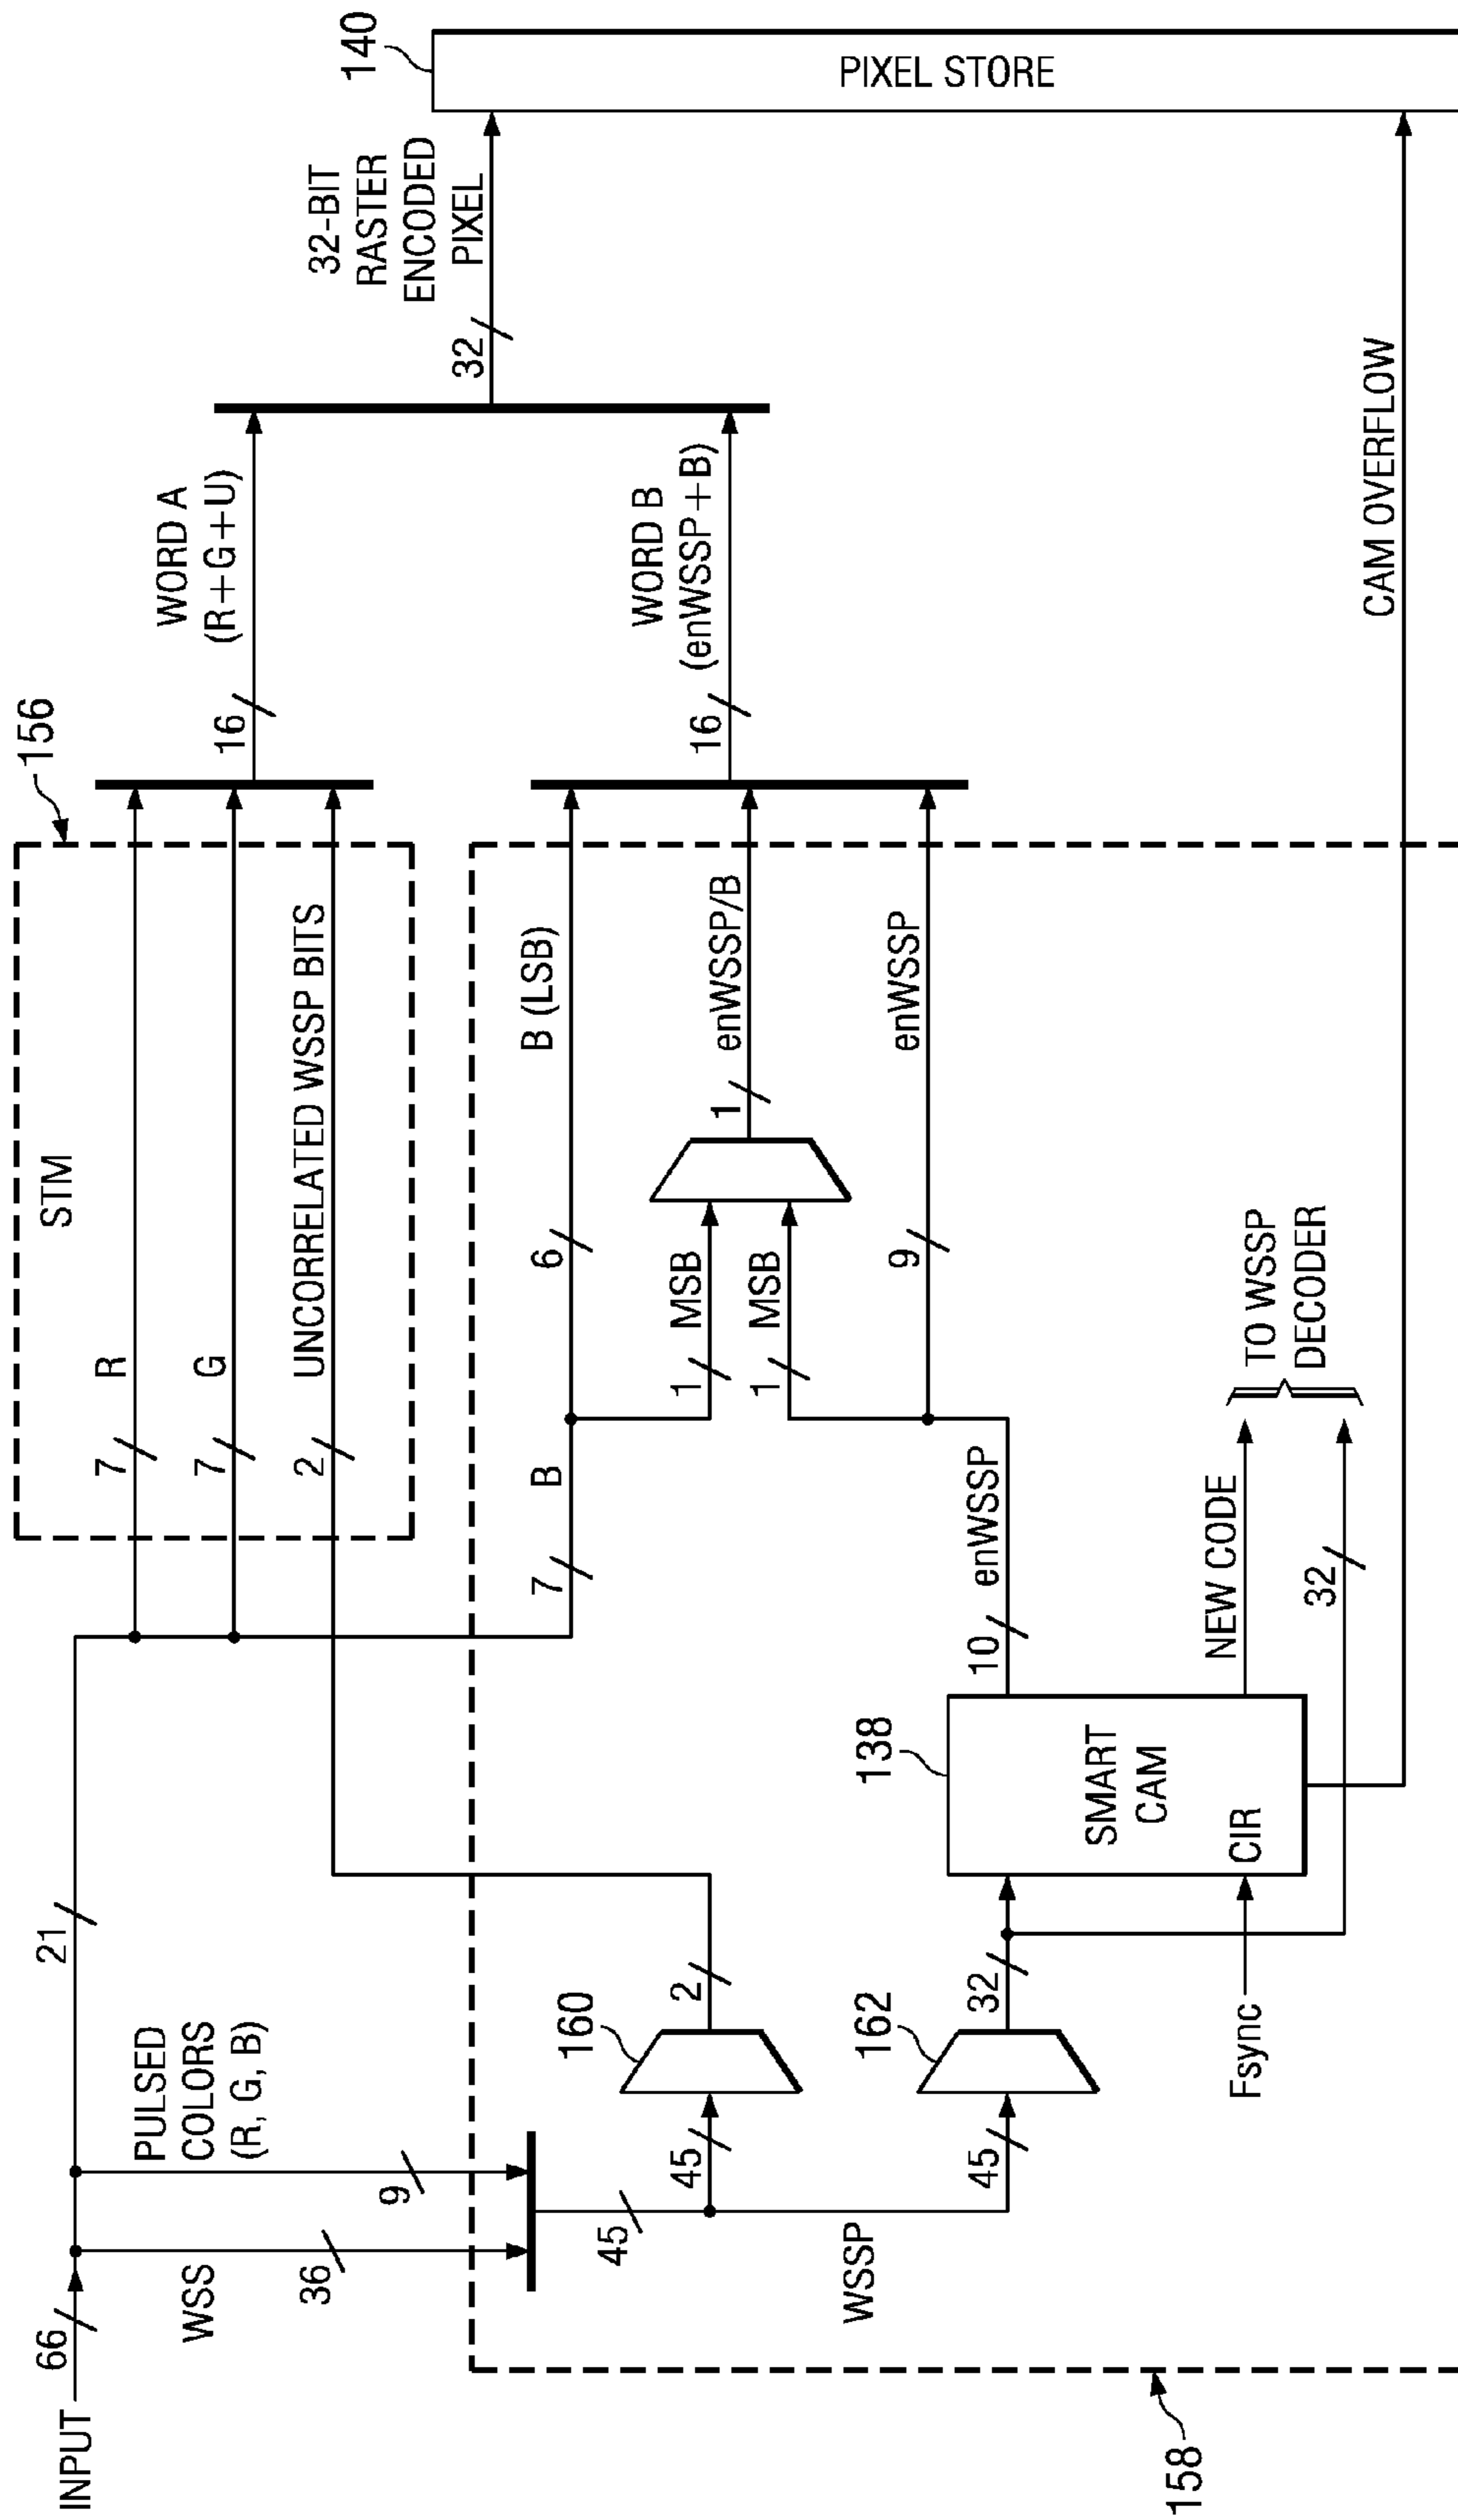 INPUT
66
WSS
36
PULSED
COLORS
(R, G, B)
9
21
STM
156
R
7
G
7
UNCORRELATED WSSP BITS
2
16
WORD A
(R+G+U)
32-BIT
RASTER
ENCODED
PIXEL
32
140
PIXEL STORE
158
45
WSSP
45
160
2
45
162
32
Fsync
138
SMART
CAM
CIR
7
B
6
B (LSB)
1
MSB
1
MSB
1
enWSSP/B
10
enWSSP
9
enWSSP
16
WORD B
(enWSSP+B)
NEW CODE
32
TO WSSP
DECODER
CAM OVERFLOW